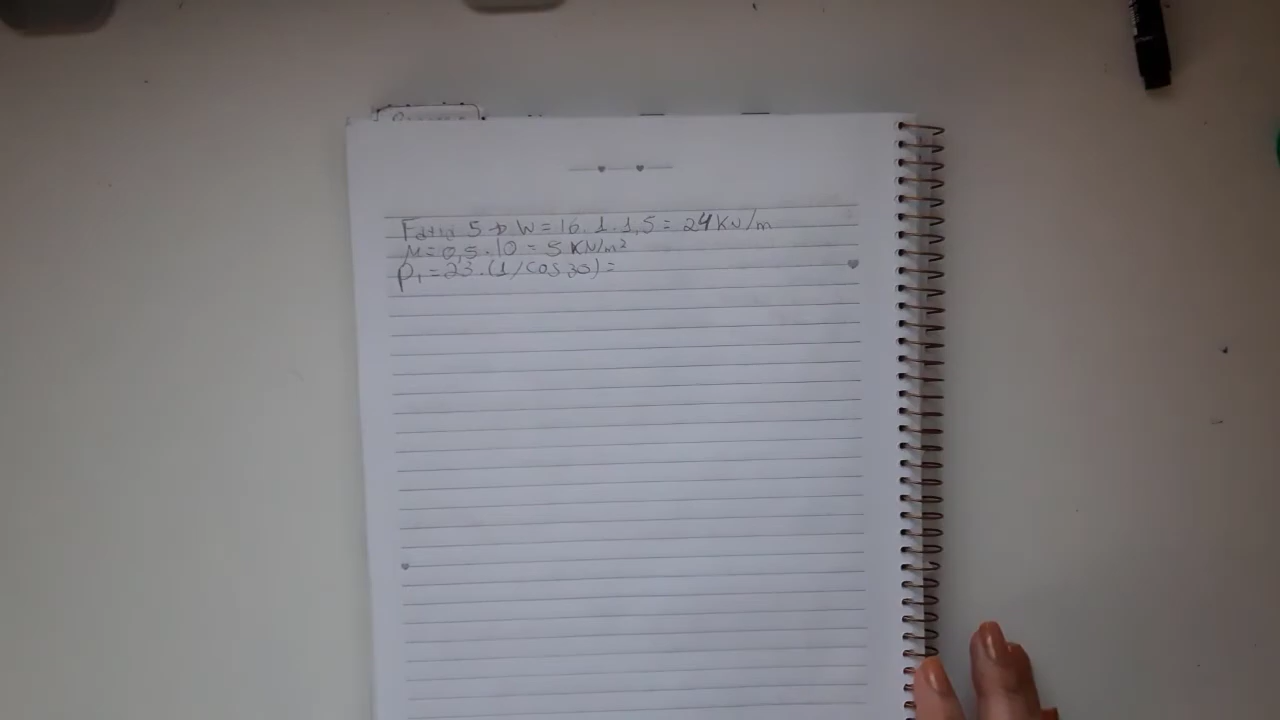 Fatia 5 → W = 16.1.1,5 = 24 KN/m
M = 0,5.10 = 5 KN/m²
P₁ = 23.(1/cos 30) =